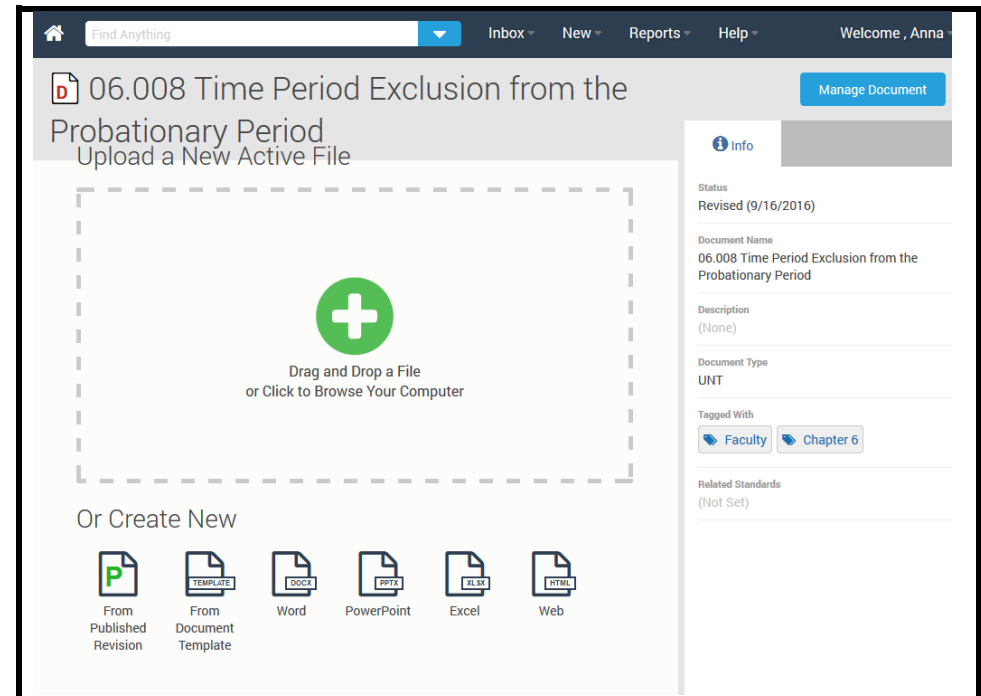 Find Anything
Inbox
New
Reports
Help
Welcome , Anna
D
06.008 Time Period Exclusion from the
Probationary Period
Manage Document
Upload a New Active File
Drag and Drop a File
or Click to Browse Your Computer
Or Create New
P
From
Published
Revision
TEMPLATE
From
Document
Template
DOCX
Word
PPTX
PowerPoint
XLSX
Excel
HTML
Web
Info
Status
Revised (9/16/2016)
Document Name
06.008 Time Period Exclusion from the
Probationary Period
Description
(None)
Document Type
UNT
Tagged With
Faculty
Chapter 6
Related Standards
(Not Set)